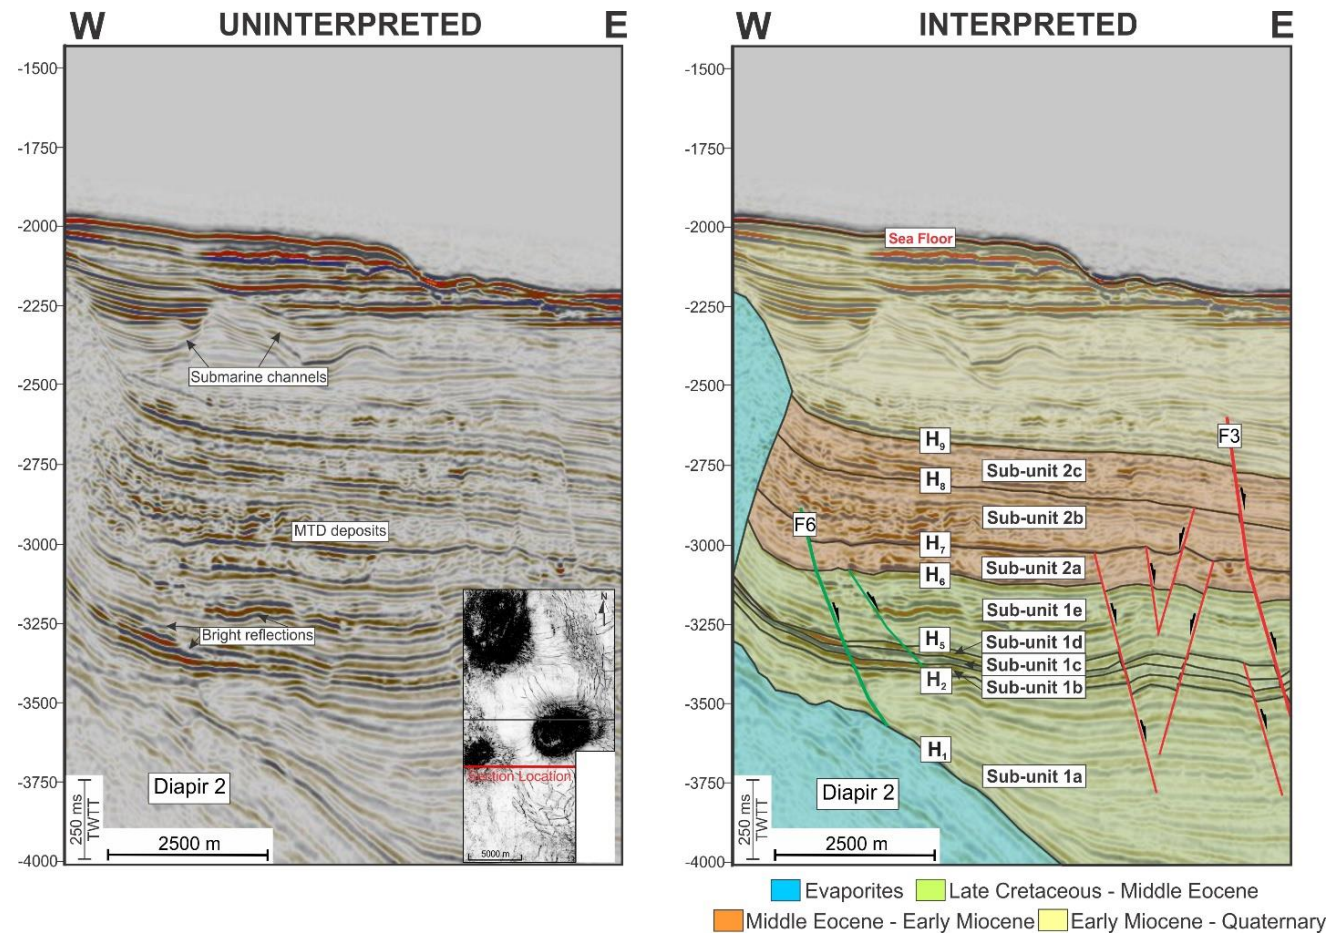 W UNINTERPRETED E
-1500
-1750
-2000
-2250
-2500
-2750
-3000
-3250
-3500
-3750
-4000
Submarine channels
MTD deposits
Bright reflections
Diapir 2
250 ms
TWTT
2500 m
N
Section Location
5000 m
W INTERPRETED E
-1500
-1750
-2000
-2250
-2500
-2750
-3000
-3250
-3500
-3750
-4000
Sea Floor
F3
H9
Sub-unit 2c
H8
Sub-unit 2b
F6
H7
Sub-unit 2a
H6
Sub-unit 1e
H5
Sub-unit 1d
Sub-unit 1c
H2
Sub-unit 1b
H1
Sub-unit 1a
Diapir 2
250 ms
TWTT
2500 m
Evaporites Late Cretaceous - Middle Eocene
Middle Eocene - Early Miocene Early Miocene - Quaternary